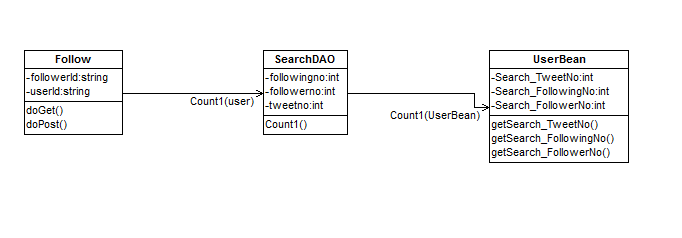 Follow
-followerId:string
-userId:string
doGet()
doPost()
Count1(user)
SearchDAO
-followingno:int
-followerno:int
-tweetno:int
Count1()
Count1(UserBean)
UserBean
-Search_TweetNo:int
-Search_FollowingNo:int
-Search_FollowerNo:int
getSearch_TweetNo()
getSearch_FollowingNo()
getSearch_FollowerNo()